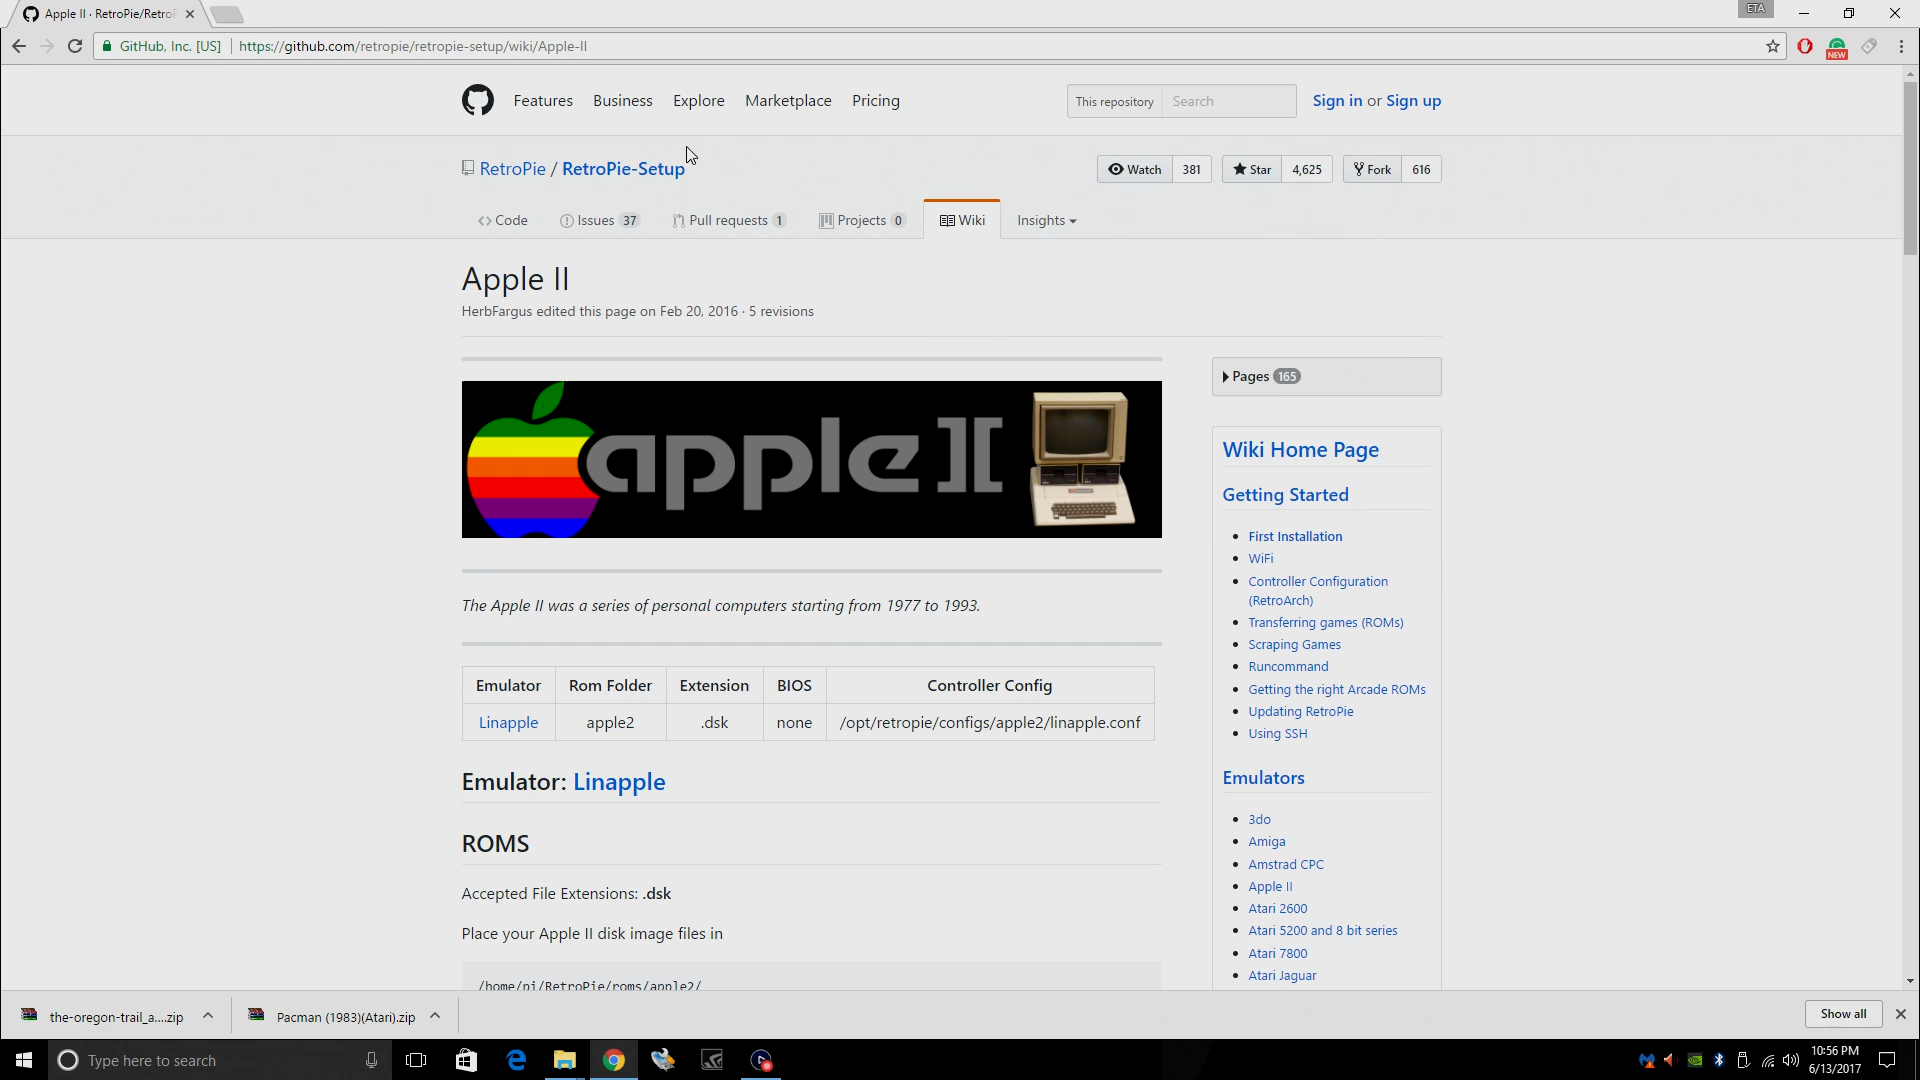 Apple II · RetroPie/Retro
ETA
GitHub, Inc. [US]
https://github.com/retropie/retropie-setup/wiki/Apple-II
NEW
Features Business Explore Marketplace Pricing
This repository Search
Sign in or Sign up
RetroPie / RetroPie-Setup
Watch 381
Star 4,625
Fork 616
Code
Issues 37
Pull requests 1
Projects 0
Wiki
Insights
Apple II
HerbFargus edited this page on Feb 20, 2016 · 5 revisions
apple II
The Apple II was a series of personal computers starting from 1977 to 1993.
Emulator Rom Folder Extension BIOS Controller Config
Linapple apple2 .dsk none /opt/retropie/configs/apple2/linapple.conf
Emulator: Linapple
ROMS
Accepted File Extensions: .dsk
Place your Apple II disk image files in
/home/pi/RetroPie/roms/apple2/
Pages 165
Wiki Home Page
Getting Started
First Installation
WiFi
Controller Configuration
(RetroArch)
Transferring games (ROMs)
Scraping Games
Runcommand
Getting the right Arcade ROMs
Updating RetroPie
Using SSH
Emulators
3do
Amiga
Amstrad CPC
Apple II
Atari 2600
Atari 5200 and 8 bit series
Atari 7800
Atari Jaguar
the-oregon-trail_a....zip
Pacman (1983)(Atari).zip
Show all
Type here to search
10:56 PM
6/13/2017